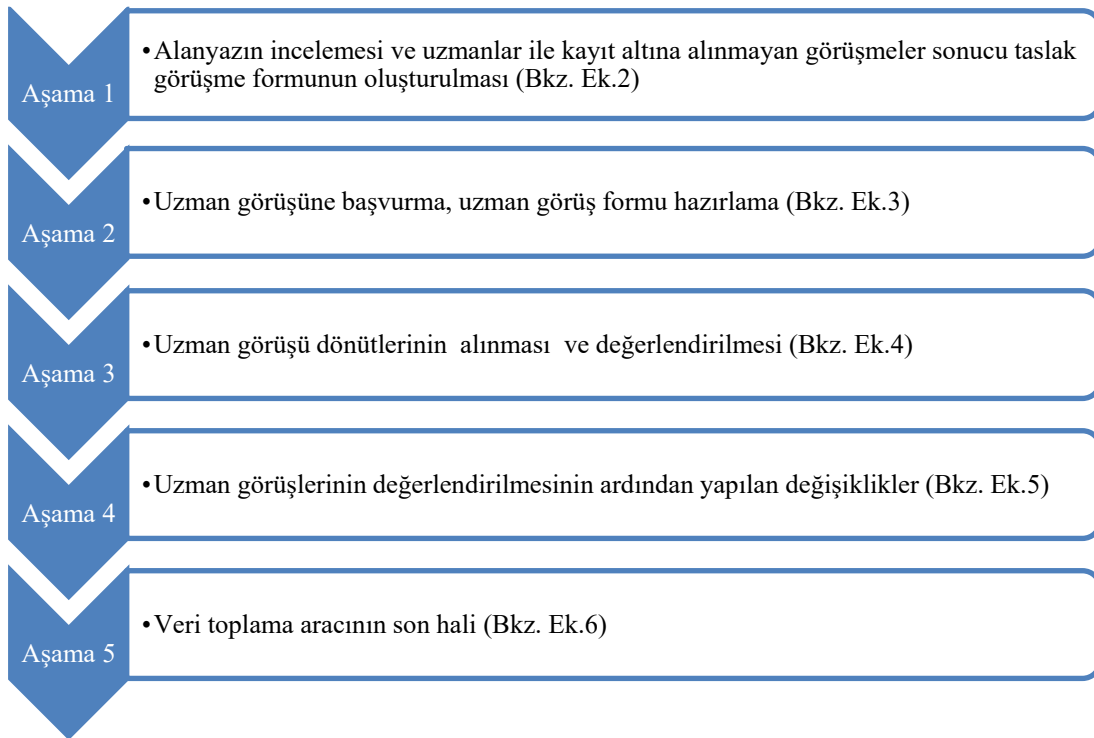 Aşama 1
•Alanyazın incelemesi ve uzmanlar ile kayıt altına alınmayan görüşmeler sonucu taslak
görüşme formunun oluşturulması (Bkz. Ek.2)
Aşama 2
•Uzman görüşüne başvurma, uzman görüş formu hazırlama (Bkz. Ek.3)
Aşama 3
•Uzman görüşü dönütlerinin alınması ve değerlendirilmesi (Bkz. Ek.4)
Aşama 4
•Uzman görüşlerinin değerlendirilmesinin ardından yapılan değişiklikler (Bkz. Ek.5)
Aşama 5
•Veri toplama aracının son hali (Bkz. Ek.6)